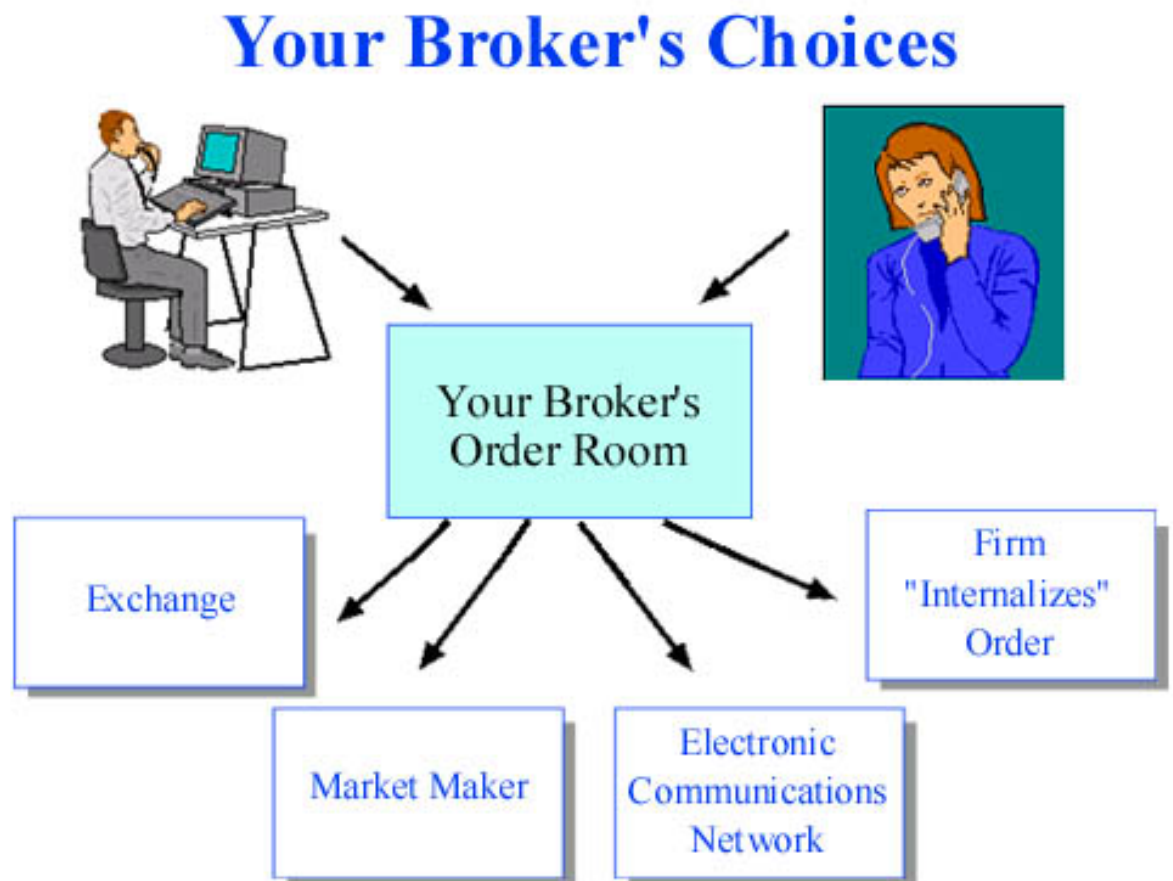 Your Broker's Choices
Your Broker's
Order Room
Exchange
Firm
"Internalizes"
Order
Market Maker
Electronic
Communications
Network